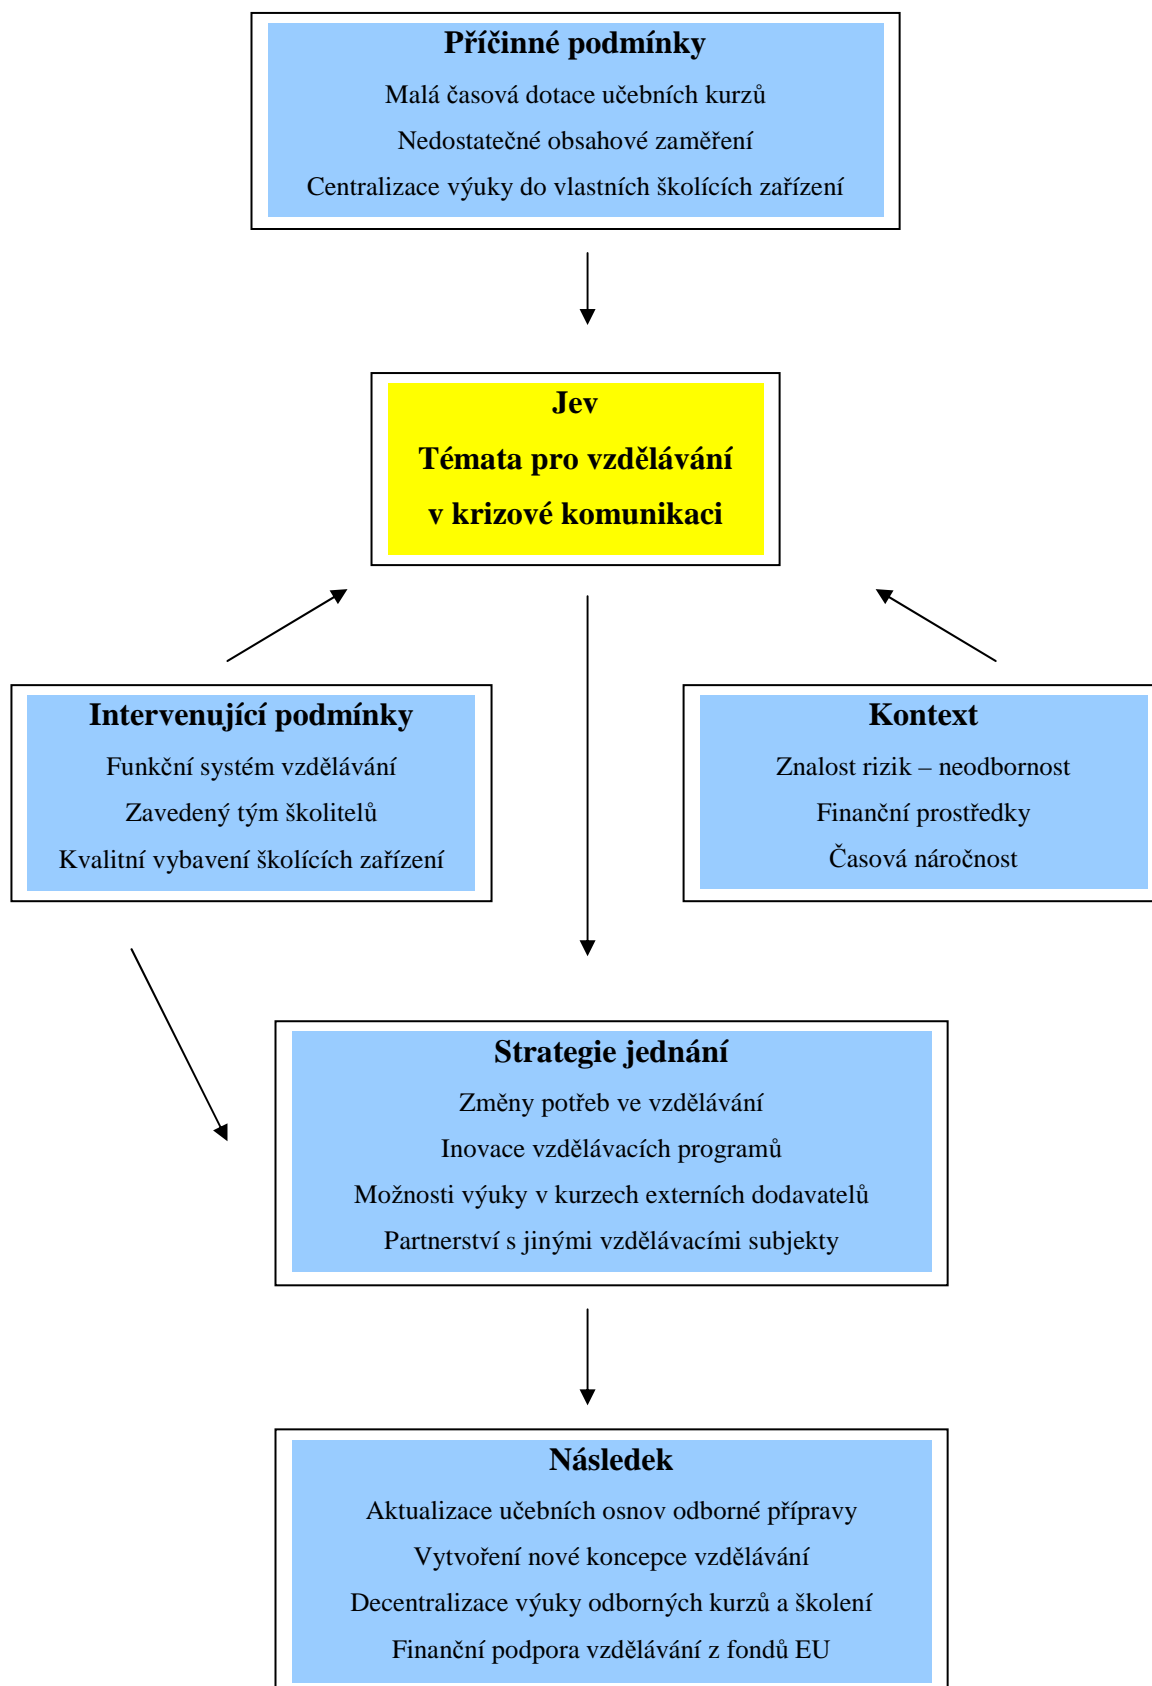 Příčinné podmínky
Malá časová dotace učebních kurzů
Nedostatečné obsahové zaměření
Centralizace výuky do vlastních školících zařízení
Jev
Témata pro vzdělávání
v krizové komunikaci
Intervenující podmínky
Funkční systém vzdělávání
Zavedený tým školitelů
Kvalitní vybavení školících zařízení
Kontext
Znalost rizik – neodbornost
Finanční prostředky
Časová náročnost
Strategie jednání
Změny potřeb ve vzdělávání
Inovace vzdělávacích programů
Možnosti výuky v kurzech externích dodavatelů
Partnerství s jinými vzdělávacími subjekty
Následek
Aktualizace učebních osnov odborné přípravy
Vytvoření nové koncepce vzdělávání
Decentralizace výuky odborných kurzů a školení
Finanční podpora vzdělávání z fondů EU